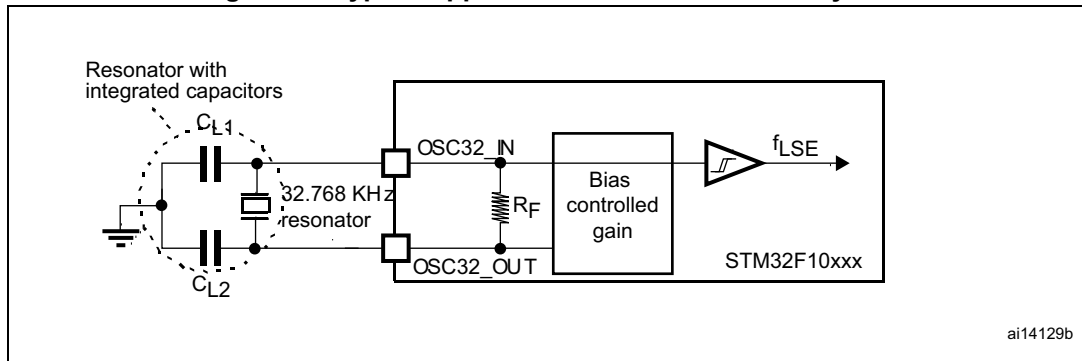 Resonator with
integrated capacitors
CL1
OSC32_IN
fLSE
32.768 KHz
resonator
RF
Bias
controlled
gain
OSC32_OUT
STM32F10xxx
CL2
ai14129b